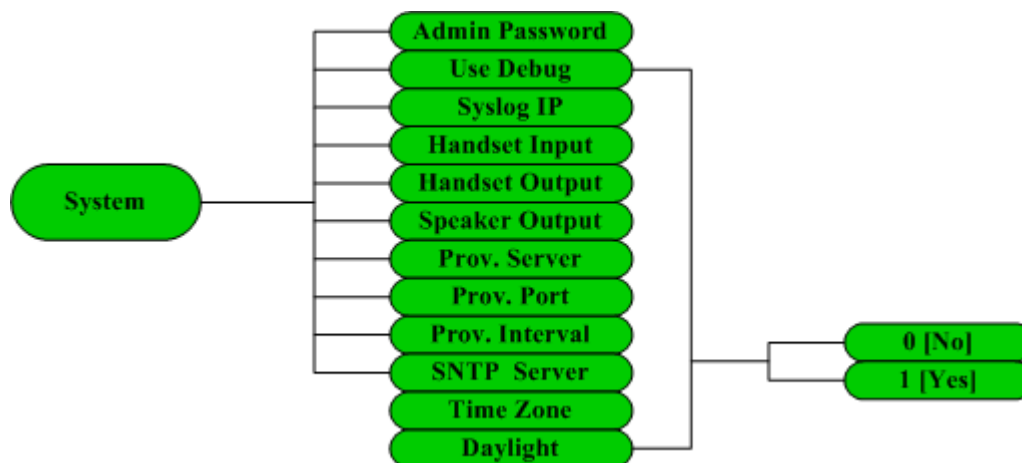 System
Admin Password
Use Debug
Syslog IP
Handset Input
Handset Output
Speaker Output
Prov. Server
Prov. Port
Prov. Interval
SNTP Server
Time Zone
Daylight
0 [No]
1 [Yes]